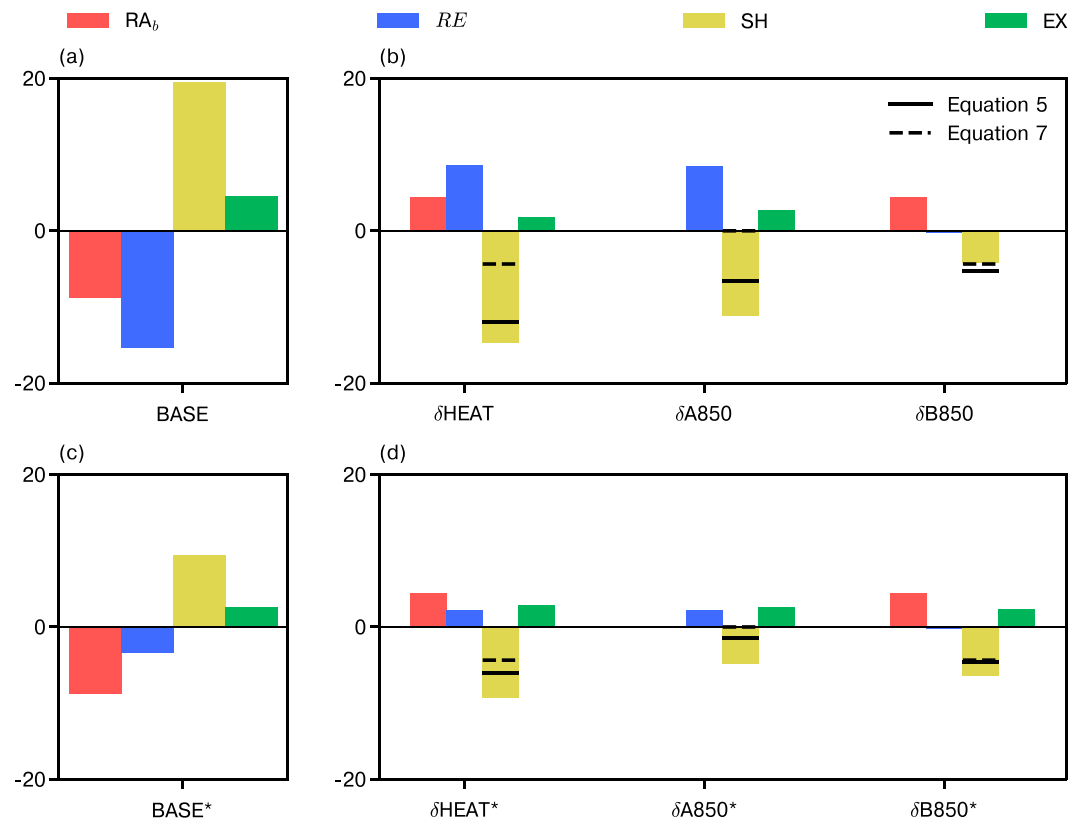 RA_b RE SH EX
(a) (b)
20 20
Equation 5
Equation 7
0 0
-20 -20
BASE δHEAT δA850 δB850
(c) (d)
20 20
0 0
-20 -20
BASE* δHEAT* δA850* δB850*